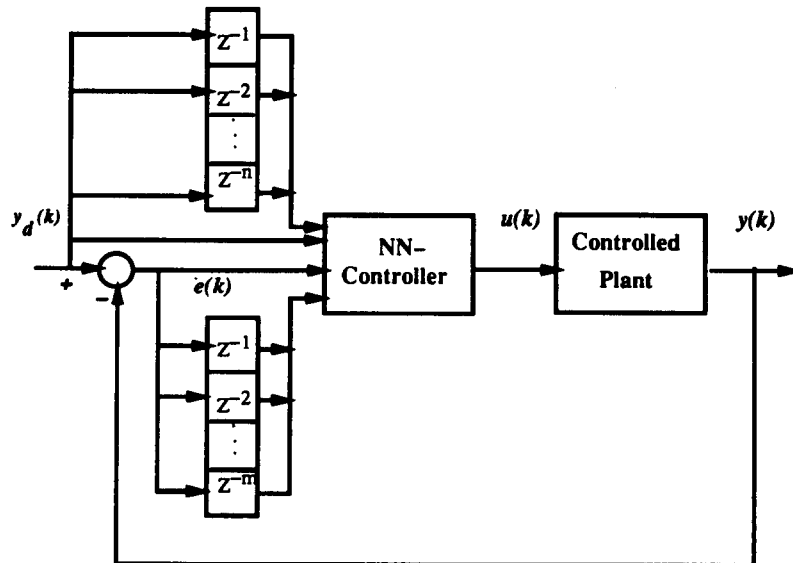 z⁻¹
z⁻²
⋮
z⁻ⁿ
y_d(k)
+
−
e(k)
NN–
Controller
u(k)
Controlled
Plant
y(k)
z⁻¹
z⁻²
⋮
z⁻ᵐ